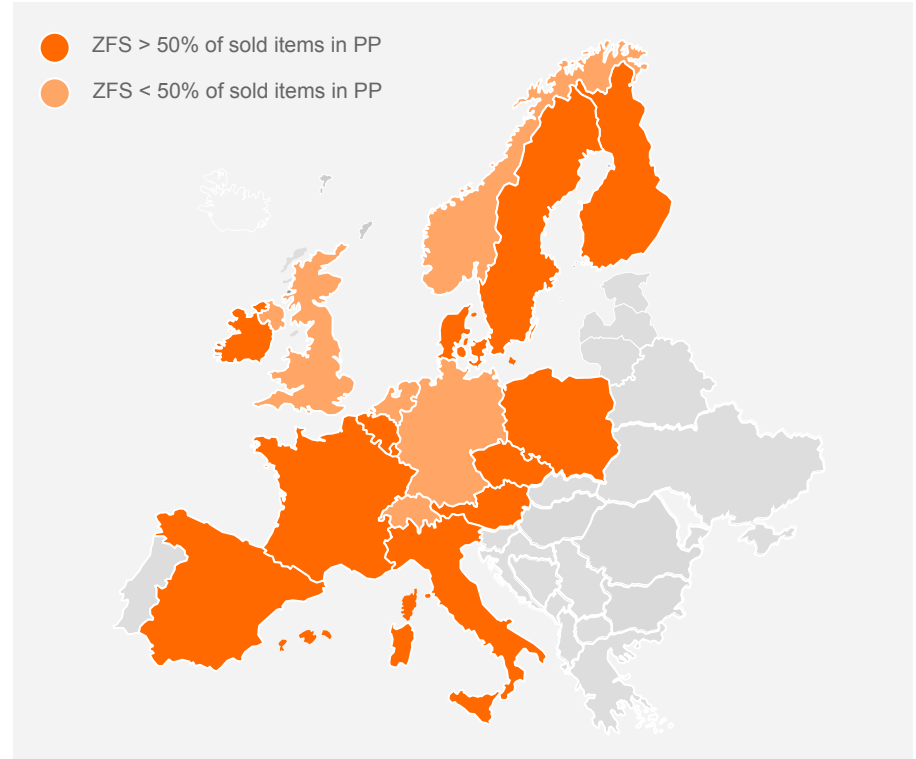 ZFS > 50% of sold items in PP
ZFS < 50% of sold items in PP